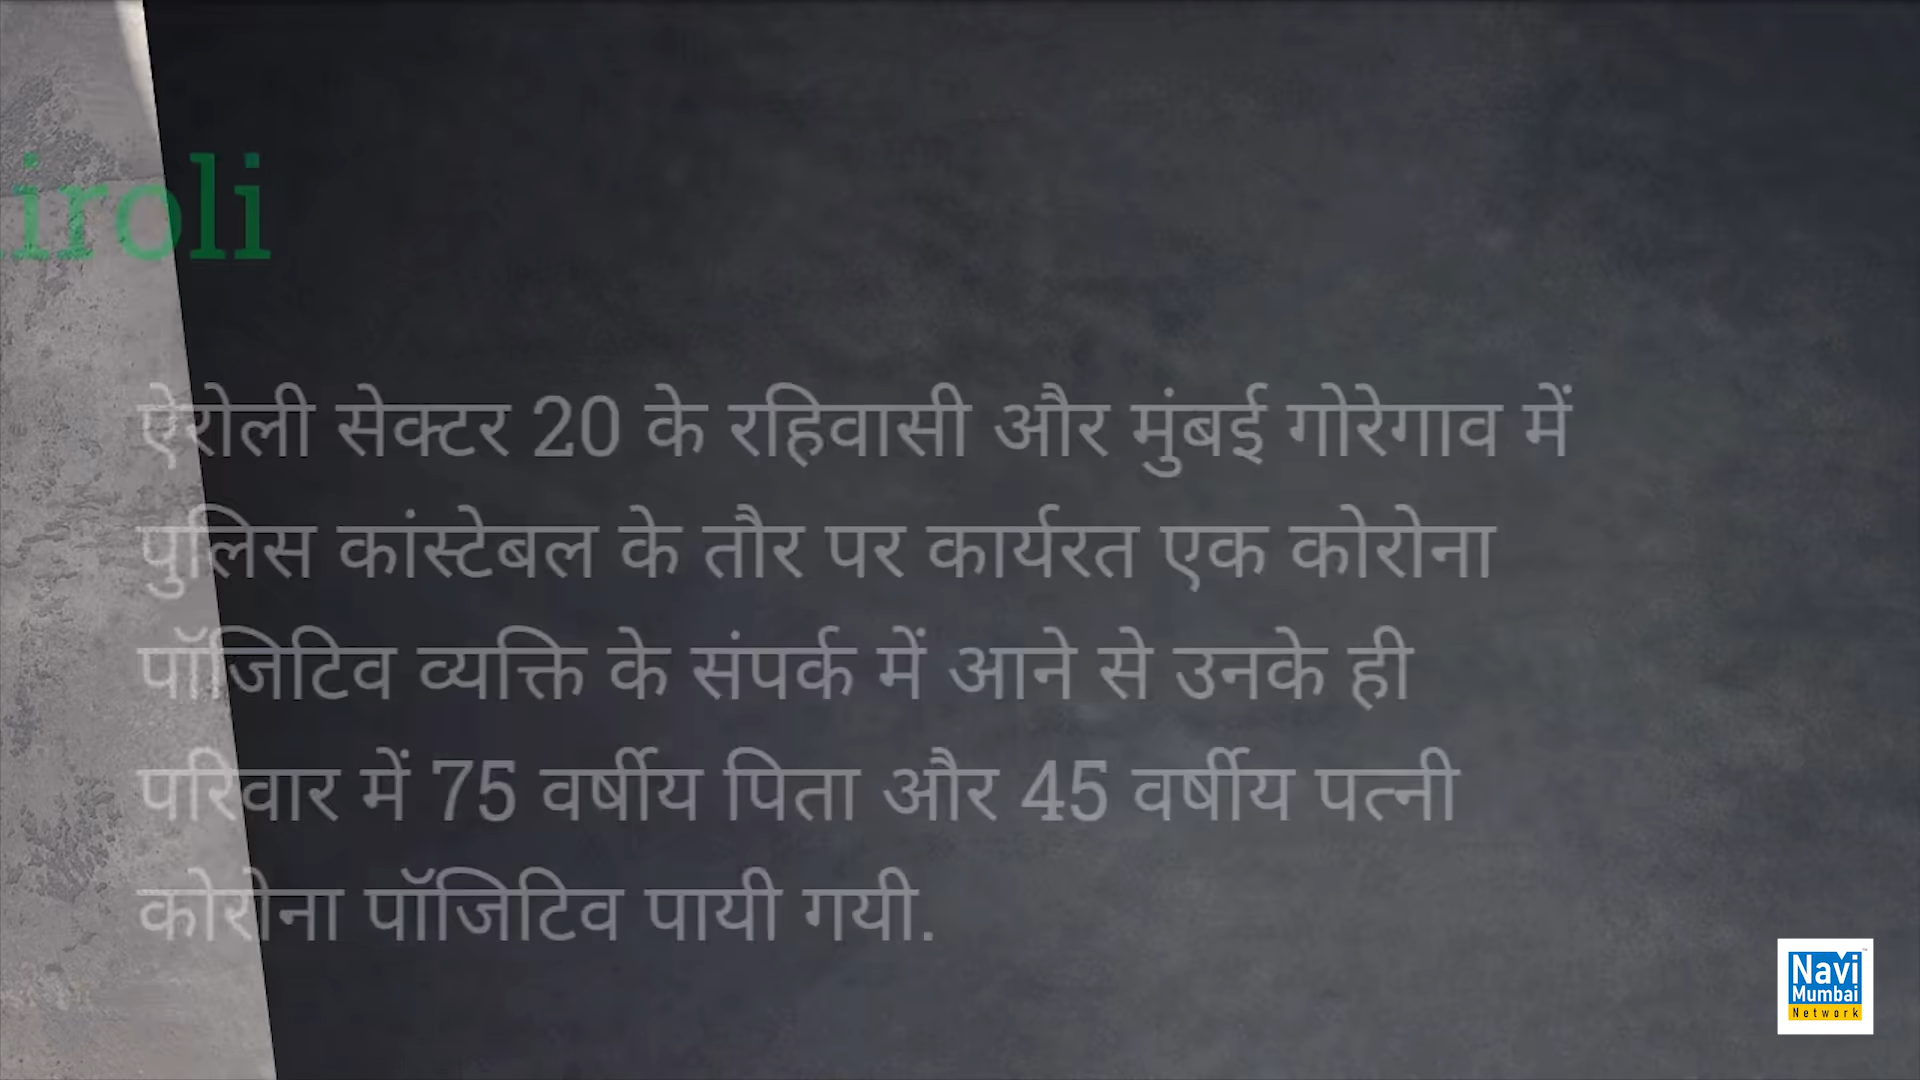 iroli
ऐरोली सेक्टर 20 के रहिवासी और मुंबई गोरेगाव में
पुलिस कांस्टेबल के तौर पर कार्यरत एक कोरोना
पॉजिटिव व्यक्ति के संपर्क में आने से उनके ही
परिवार में 75 वर्षीय पिता और 45 वर्षीय पत्नी
कोरोना पॉजिटिव पायी गयी.
Navi
Mumbai
Network